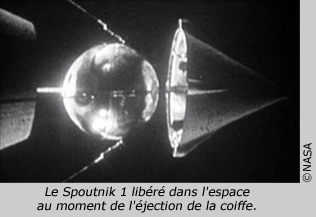 ©NASA
Le Spoutnik 1 libéré dans l'espace
au moment de l'éjection de la coiffe.